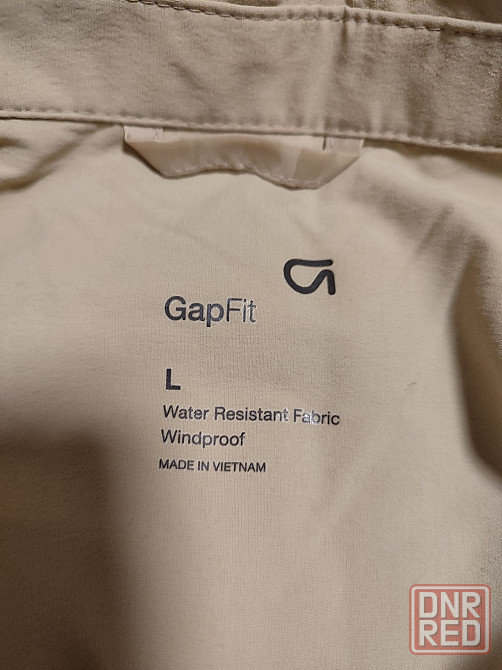 GapFit
L
Water Resistant Fabric
Windproof
MADE IN VIETNAM
DNR
RED